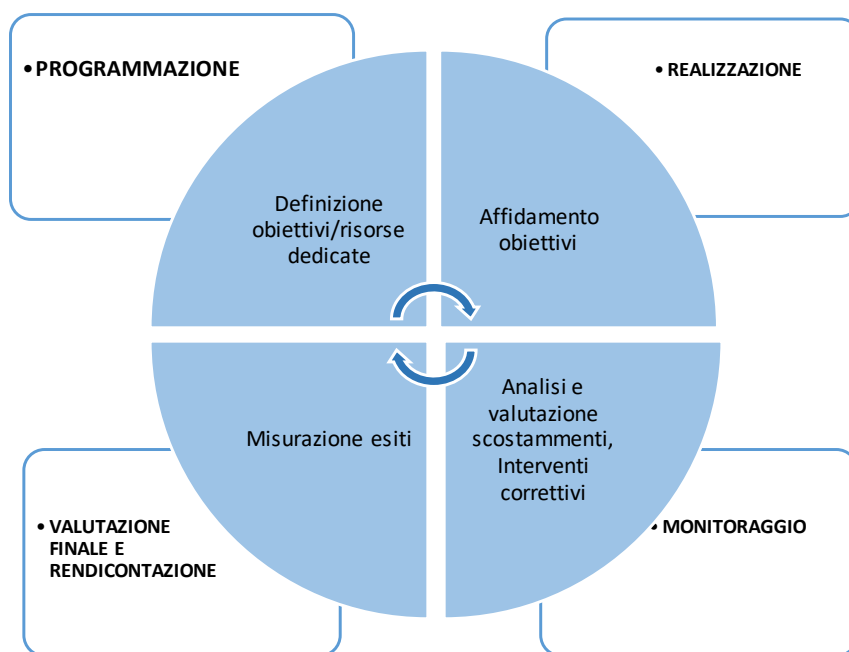 •PROGRAMMAZIONE
Definizione
obiettivi/risorse
dedicate
• REALIZZAZIONE
Affidamento
obiettivi
Analisi e
valutazione
scostammenti,
Interventi
correttivi
• MONITORAGGIO
Misurazione esiti
• VALUTAZIONE
FINALE E
RENDICONTAZIONE